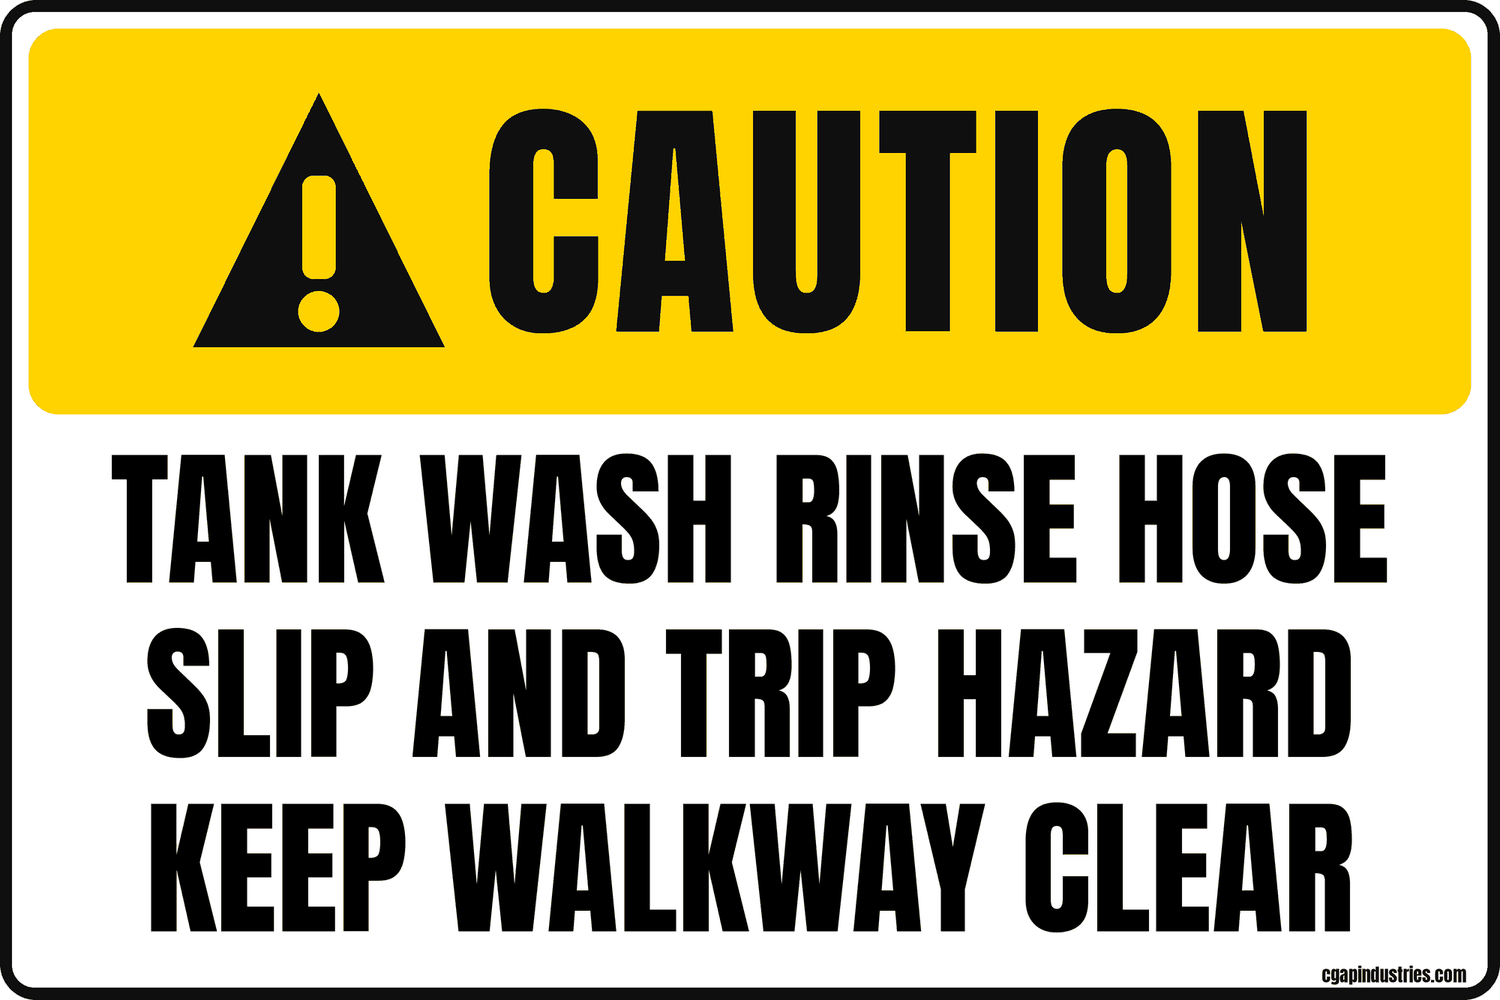 CAUTION
TANK WASH RINSE HOSE
SLIP AND TRIP HAZARD
KEEP WALKWAY CLEAR
cgapindustries.com